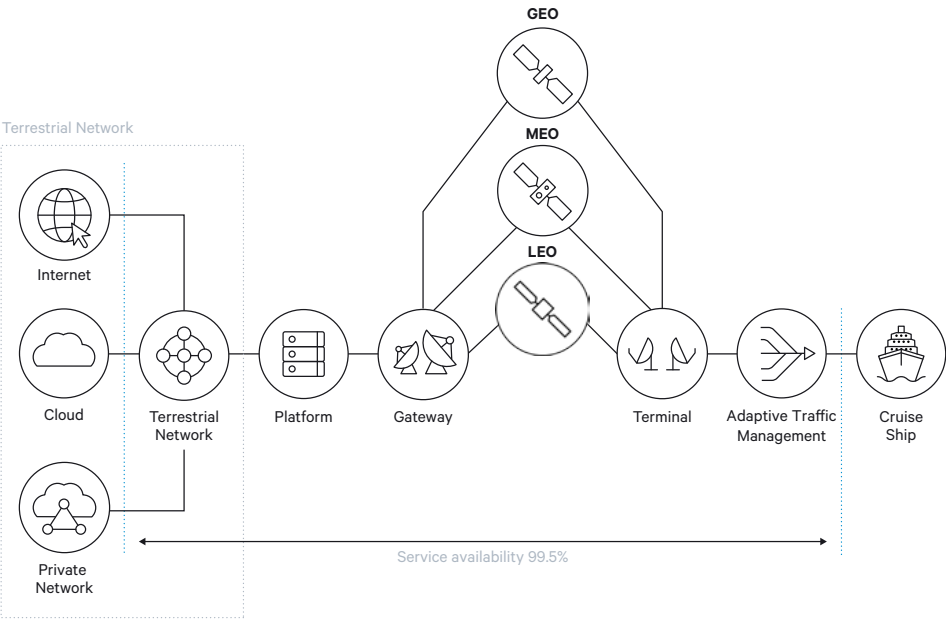 GEO
MEO
LEO
Terrestrial Network
Internet
Cloud
Private
Network
Terrestrial
Network
Platform
Gateway
Terminal
Adaptive Traffic
Management
Cruise
Ship
Service availability 99.5%